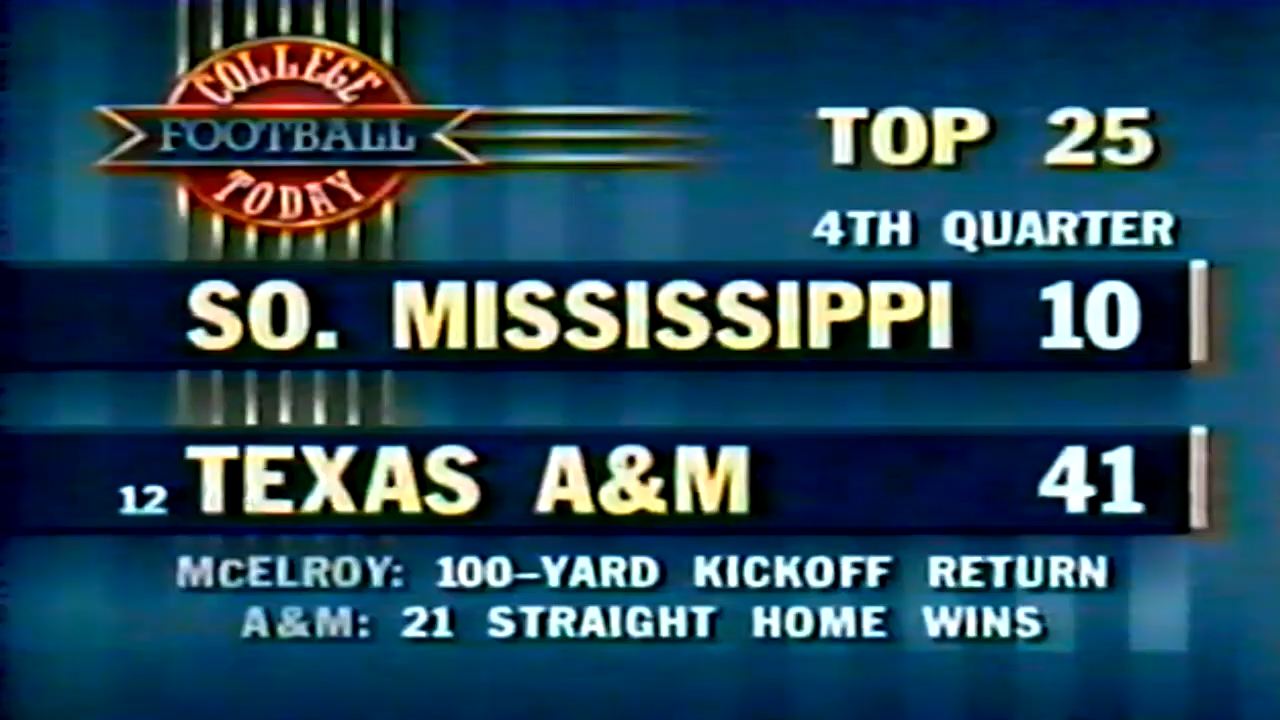 COLLEGE
FOOTBALL
TODAY
TOP 25
4TH QUARTER
SO. MISSISSIPPI 10
12 TEXAS A&M 41
McELROY: 100-YARD KICKOFF RETURN
A&M: 21 STRAIGHT HOME WINS